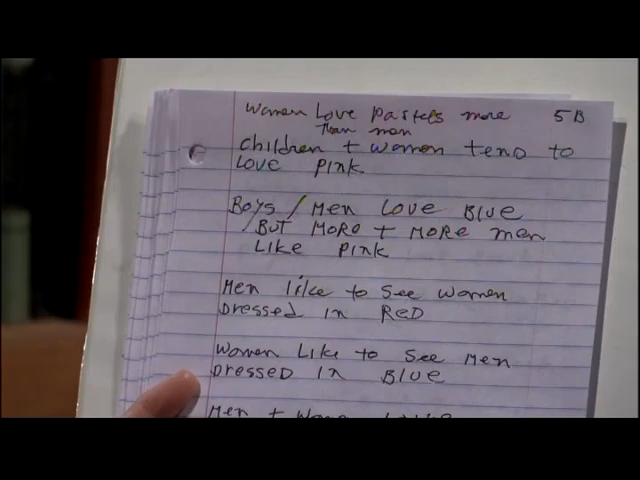 Women Love pastels more 5B
than men
children + women tend to
Love pink
Boys / Men Love Blue
But more + more men
Like pink
Men like to see women
Dressed in Red
Women Like to see Men
Dressed in Blue
Men +